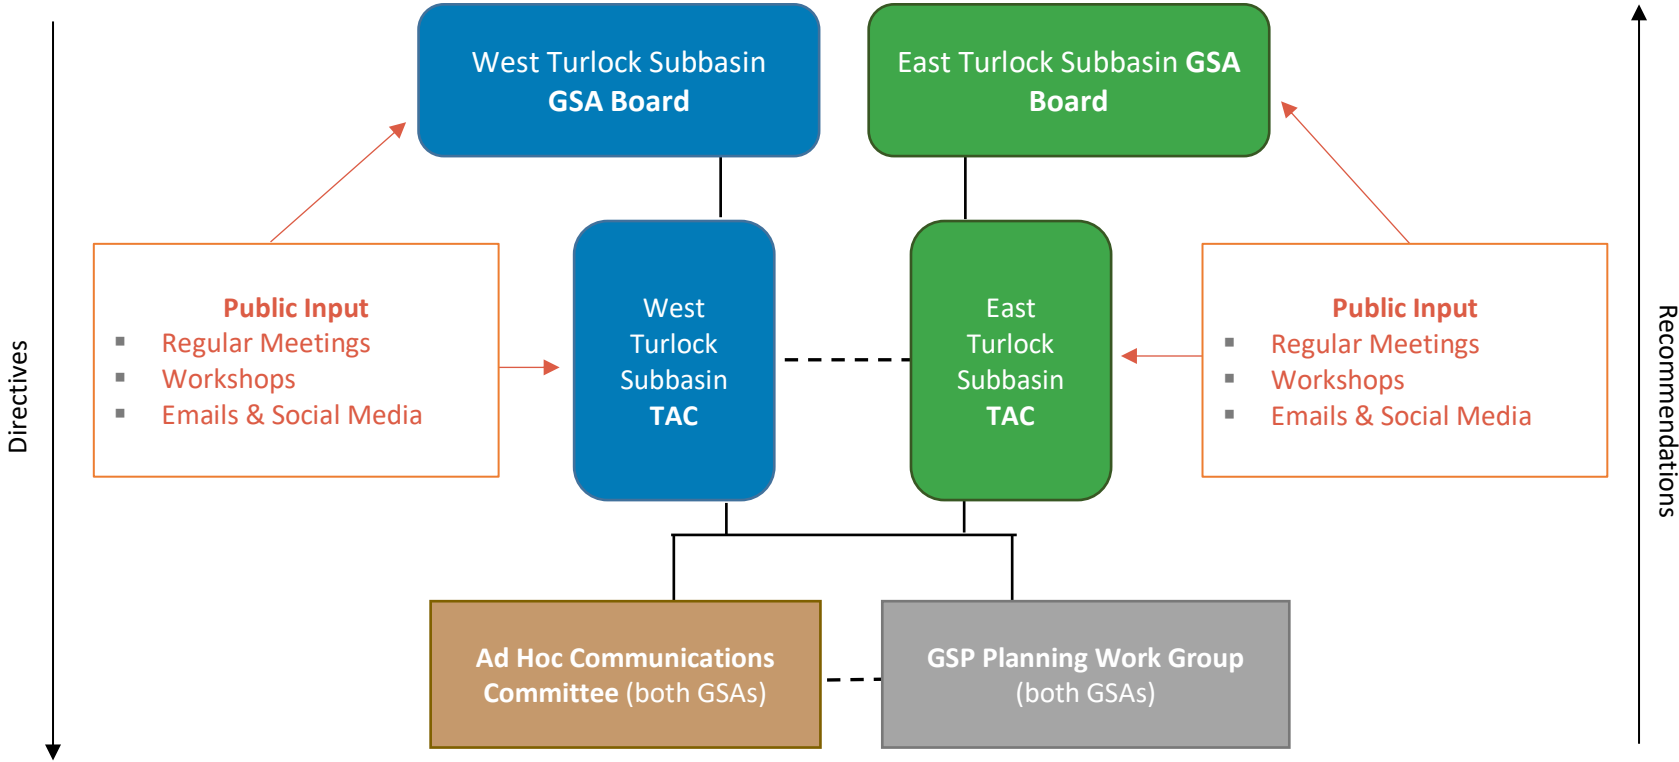 West Turlock Subbasin
GSA Board
East Turlock Subbasin GSA
Board
Directives
Public Input
▪ Regular Meetings
▪ Workshops
▪ Emails & Social Media
West
Turlock
Subbasin
TAC
East
Turlock
Subbasin
TAC
Public Input
▪ Regular Meetings
▪ Workshops
▪ Emails & Social Media
Recommendations
Ad Hoc Communications
Committee (both GSAs)
GSP Planning Work Group
(both GSAs)